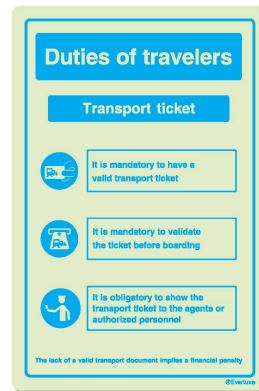 Duties of travelers
Transport ticket
It is mandatory to have a
valid transport ticket
It is mandatory to validate
the ticket before boarding
It is obligatory to show the
transport ticket to the agents or
authorized personnel
The lack of a valid transport document implies a financial penalty
@Everlux®